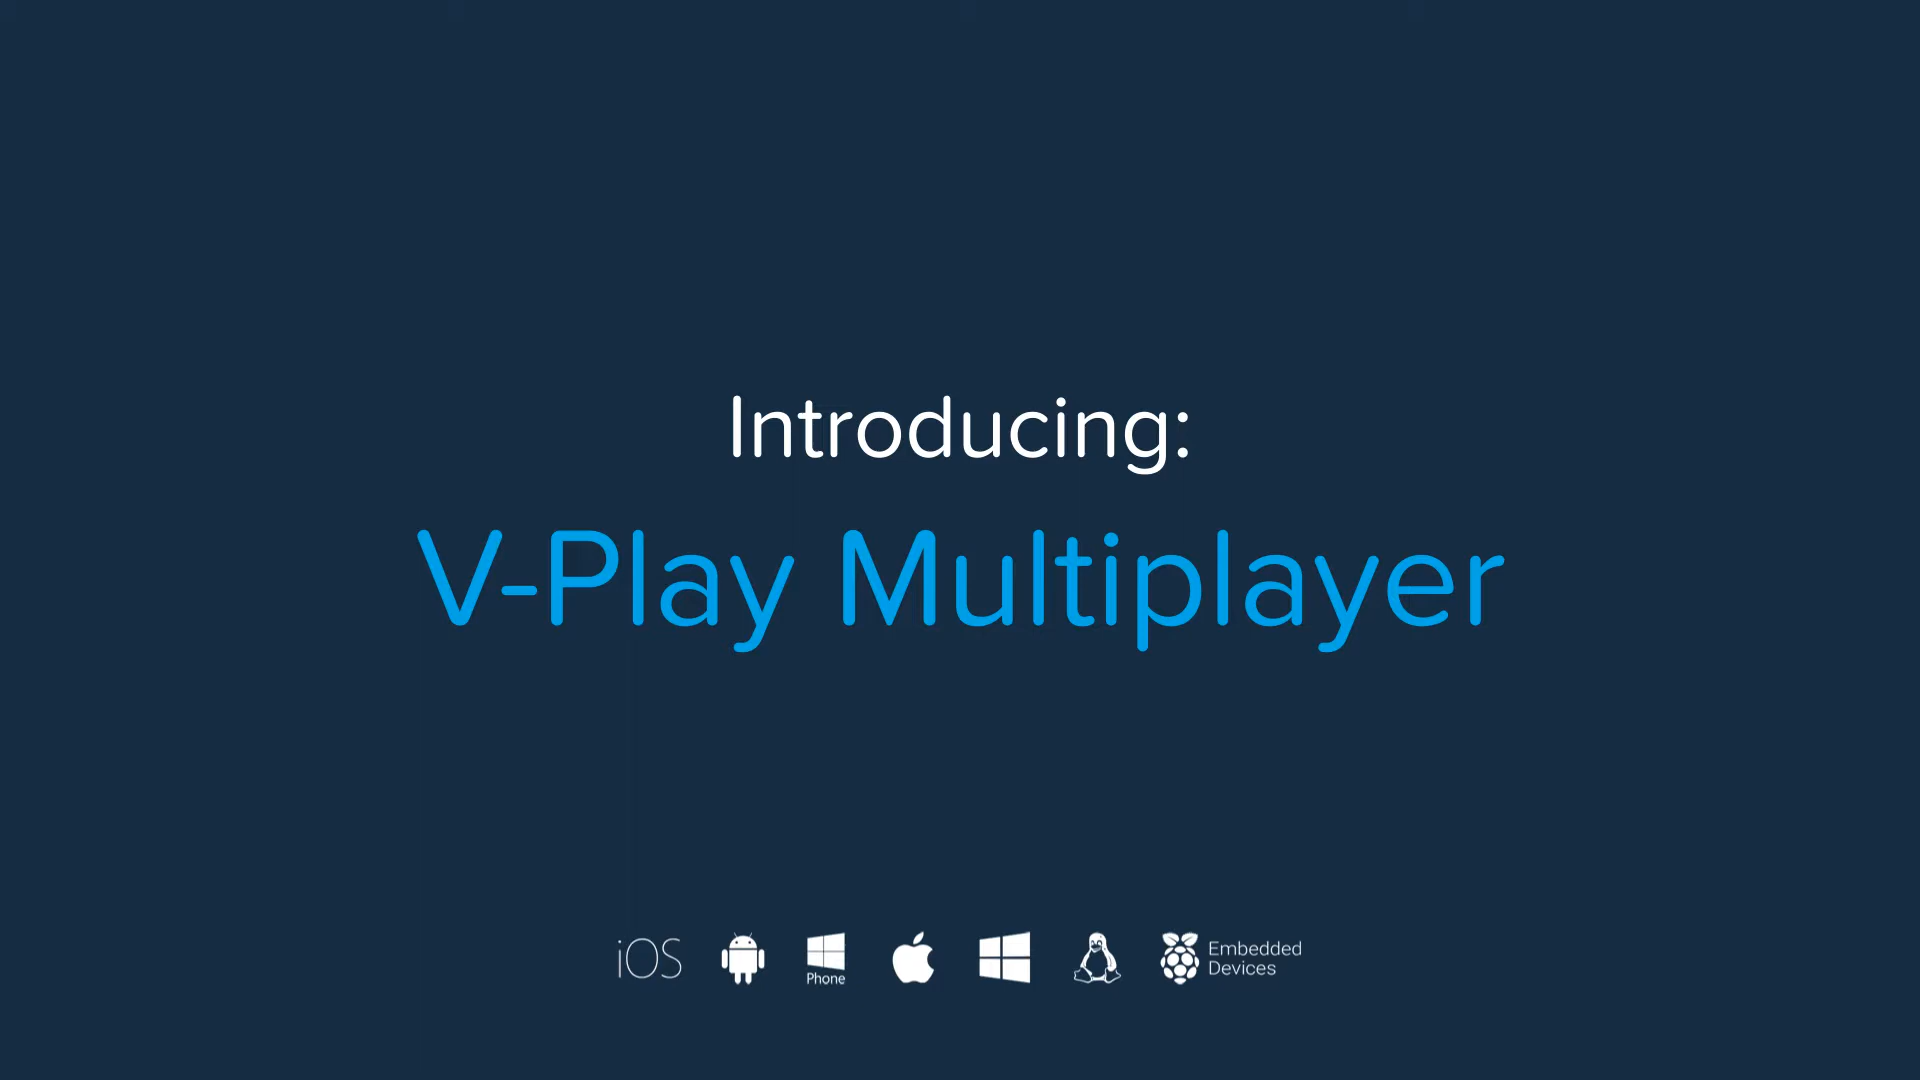 Introducing:
V-Play Multiplayer
iOS
Phone
Embedded
Devices